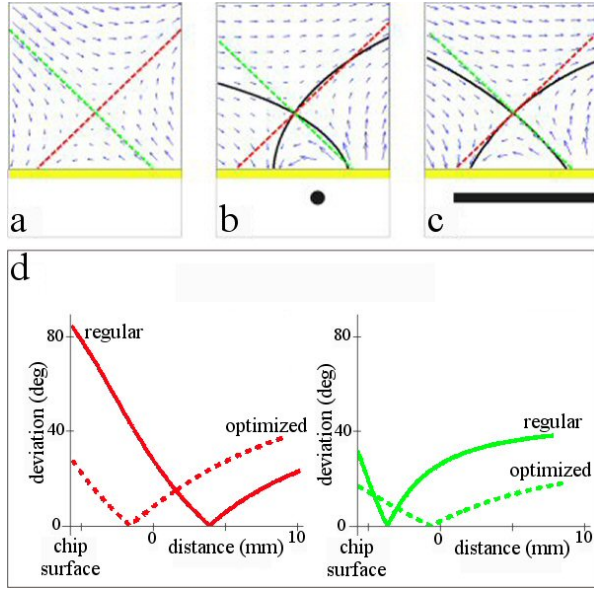 a
b
c
d
regular
optimized
80
40
0
deviation (deg)
chip
surface
0
distance (mm)
10
regular
optimized
80
40
0
deviation (deg)
chip
surface
0
distance (mm)
10